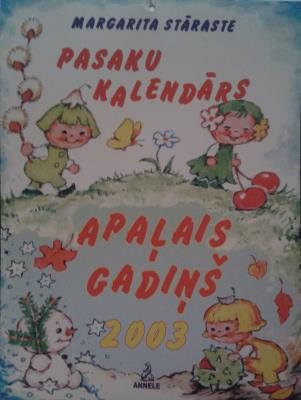 MARGARITA STĀRASTE
PASAKU
KALENDĀRS
APAĻAIS
GADIŅŠ
2003
ANNELE